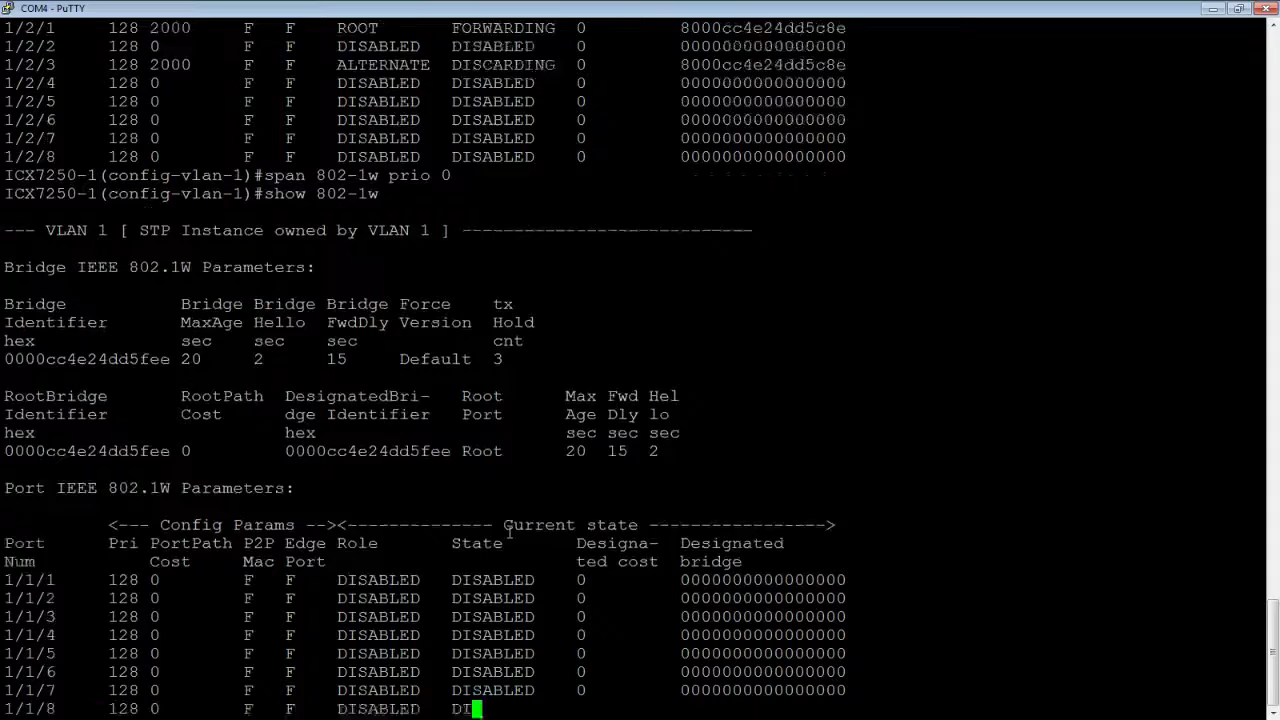 COM4 - PuTTY
1/2/1 128 2000 F F ROOT FORWARDING 0 8000cc4e24dd5c8e
1/2/2 128 0 F F DISABLED DISABLED 0 0000000000000000
1/2/3 128 2000 F F ALTERNATE DISCARDING 0 8000cc4e24dd5c8e
1/2/4 128 0 F F DISABLED DISABLED 0 0000000000000000
1/2/5 128 0 F F DISABLED DISABLED 0 0000000000000000
1/2/6 128 0 F F DISABLED DISABLED 0 0000000000000000
1/2/7 128 0 F F DISABLED DISABLED 0 0000000000000000
1/2/8 128 0 F F DISABLED DISABLED 0 0000000000000000
ICX7250-1(config-vlan-1)#span 802-1w prio 0
ICX7250-1(config-vlan-1)#show 802-1w
--- VLAN 1 [ STP Instance owned by VLAN 1 ] ----------------------------
Bridge IEEE 802.1W Parameters:
Bridge Bridge Bridge Bridge Force tx
Identifier MaxAge Hello FwdDly Version Hold
hex sec sec sec cnt
0000cc4e24dd5fee 20 2 15 Default 3
RootBridge RootPath DesignatedBri- Root Max Fwd Hel
Identifier Cost dge Identifier Port Age Dly lo
hex hex sec sec sec
0000cc4e24dd5fee 0 0000cc4e24dd5fee Root 20 15 2
Port IEEE 802.1W Parameters:
<--- Config Params --><-------------- Current state ----------------->
Port Pri PortPath P2P Edge Role State Designa- Designated
Num Cost Mac Port ted cost bridge
1/1/1 128 0 F F DISABLED DISABLED 0 0000000000000000
1/1/2 128 0 F F DISABLED DISABLED 0 0000000000000000
1/1/3 128 0 F F DISABLED DISABLED 0 0000000000000000
1/1/4 128 0 F F DISABLED DISABLED 0 0000000000000000
1/1/5 128 0 F F DISABLED DISABLED 0 0000000000000000
1/1/6 128 0 F F DISABLED DISABLED 0 0000000000000000
1/1/7 128 0 F F DISABLED DISABLED 0 0000000000000000
1/1/8 128 0 F F DISABLED DI